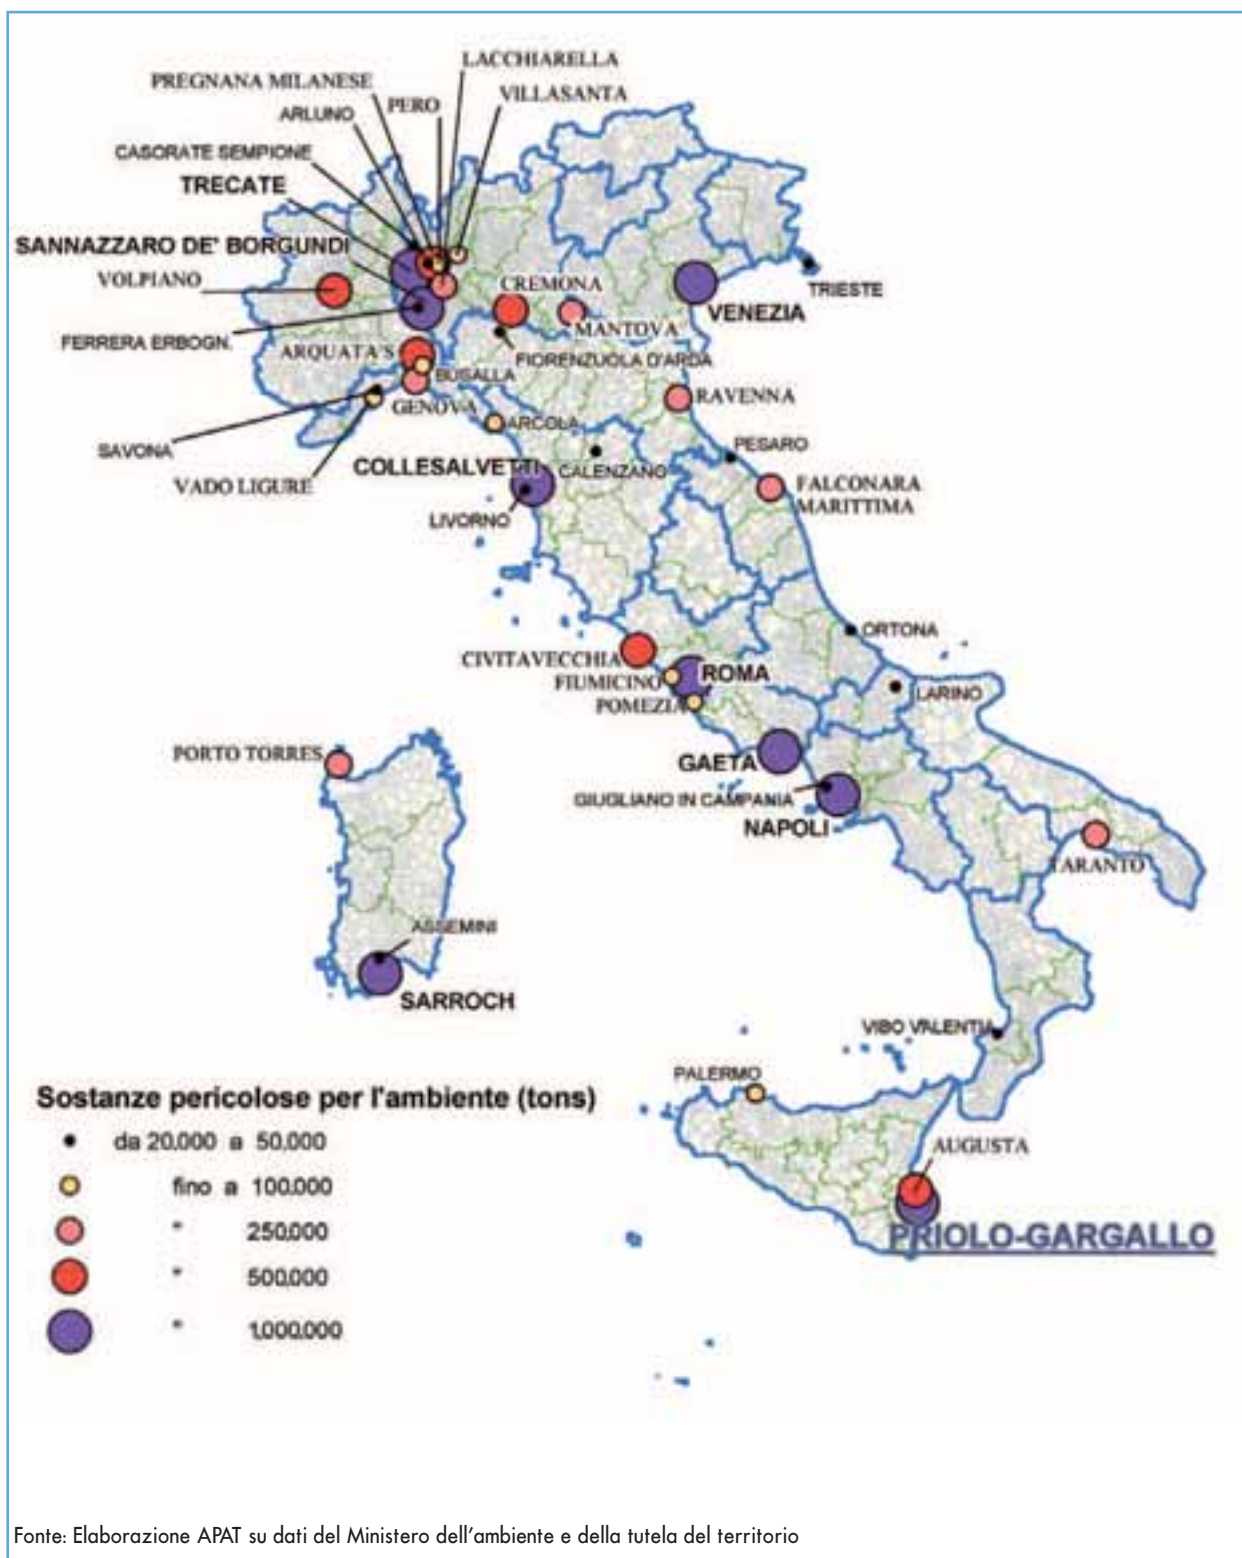 LACCHIARELLA
PREGNANA MILANESE
VILLASANTA
PERO
ARLUNO
CASORATE SEMPIONE
TRECATE
SANNAZZARO DE' BORGUNDI
VOLPIANO
CREMONA
TRIESTE
VENEZIA
MANTOVA
FERRERA ERBOGN.
ARQUATA'S
FIORENZUOLA D'ARDA
BUSALLA
RAVENNA
GENOVA
ARCOLA
SAVONA
PESARO
COLLESALVETTI
CALENZANO
VADO LIGURE
FALCONARA
MARITTIMA
LIVORNO
ORTONA
CIVITAVECCHIA
ROMA
FIUMICINO
LARINO
POMEZIA
PORTO TORRES
GAETA
GIUGLIANO IN CAMPANIA
NAPOLI
TARANTO
ASSEMINI
SARROCH
VIBO VALENTIA
PALERMO
Sostanze pericolose per l'ambiente (tons)
da 20.000 a 50.000
fino a 100.000
" 250.000
" 500.000
" 1.000.000
AUGUSTA
PRIOLO-GARGALLO
Fonte: Elaborazione APAT su dati del Ministero dell'ambiente e della tutela del territorio